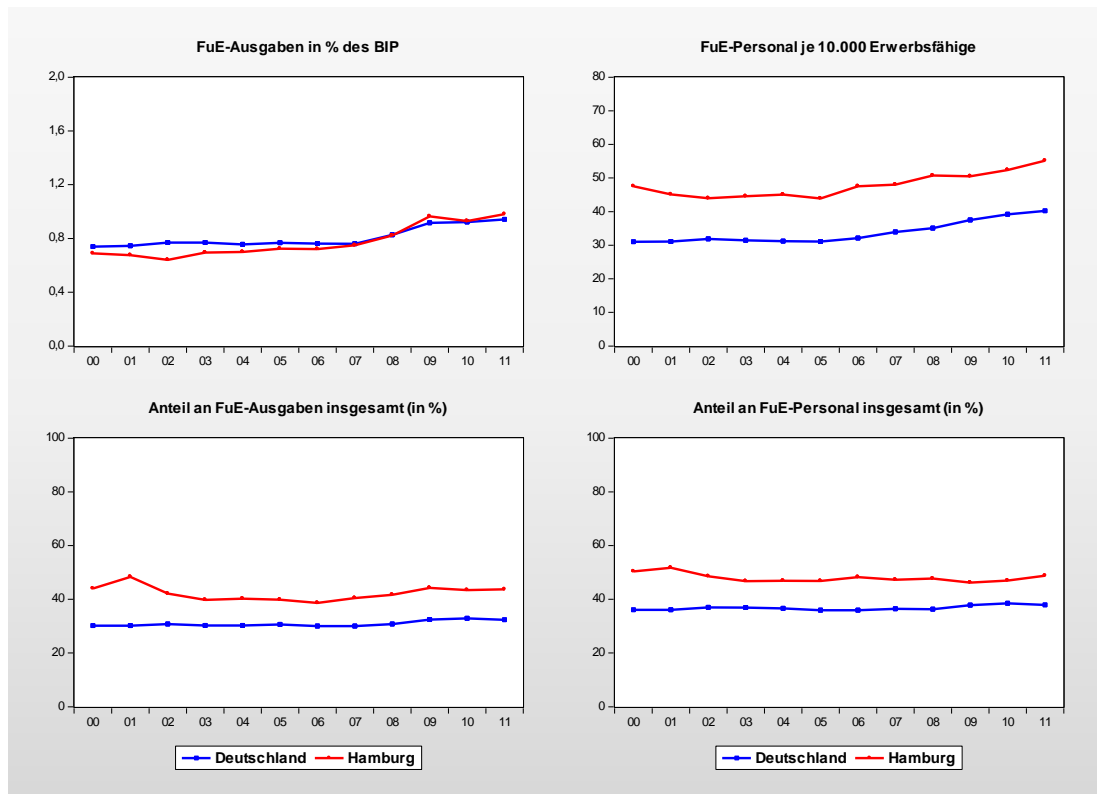 FuE-Ausgaben in % des BIP
2,0
1,6
1,2
0,8
0,4
0,0
00 01 02 03 04 05 06 07 08 09 10 11
FuE-Personal je 10.000 Erwerbsfähige
80
70
60
50
40
30
20
10
0
00 01 02 03 04 05 06 07 08 09 10 11
Anteil an FuE-Ausgaben insgesamt (in %)
100
80
60
40
20
0
00 01 02 03 04 05 06 07 08 09 10 11
Deutschland Hamburg
Anteil an FuE-Personal insgesamt (in %)
100
80
60
40
20
0
00 01 02 03 04 05 06 07 08 09 10 11
Deutschland Hamburg